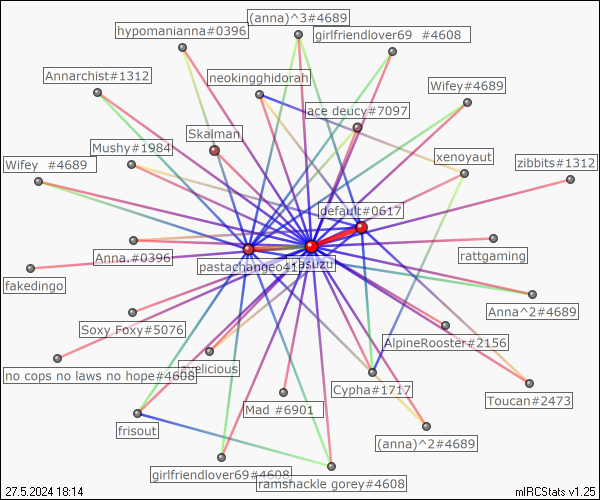 (anna)^3#4689
hypomanianna#0396
girlfriendlover69 #4608
Annarchist#1312
neokingghidorah
Wifey#4689
ace deucy#7097
Skalman
Mushy#1984
xenoyaut
Wifey #4689
zibbits#1312
default#0617
Anna.#0396
rattgaming
pastachangeo41
asuzu
fakedingo
Anna^2#4689
Soxy Foxy#5076
AlpineRooster#2156
avelicious
no cops no laws no hope#4608
Cypha#1717
Toucan#2473
Mad #6901
frisout
(anna)^2#4689
girlfriendlover69#4608
ramshackle gorey#4608
27.5.2024 18:14
mIRCStats v1.25